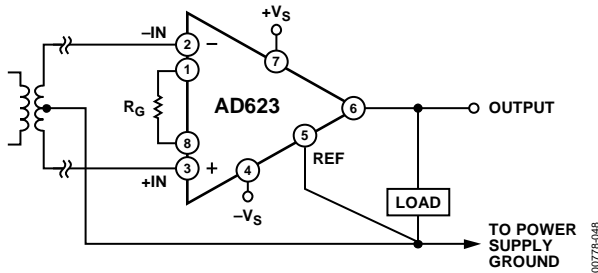 +VS
−IN
2
−
7
1
RG
AD623
6
OUTPUT
5
REF
8
3
+
4
+IN
LOAD
−VS
TO POWER
SUPPLY
GROUND
00778-048